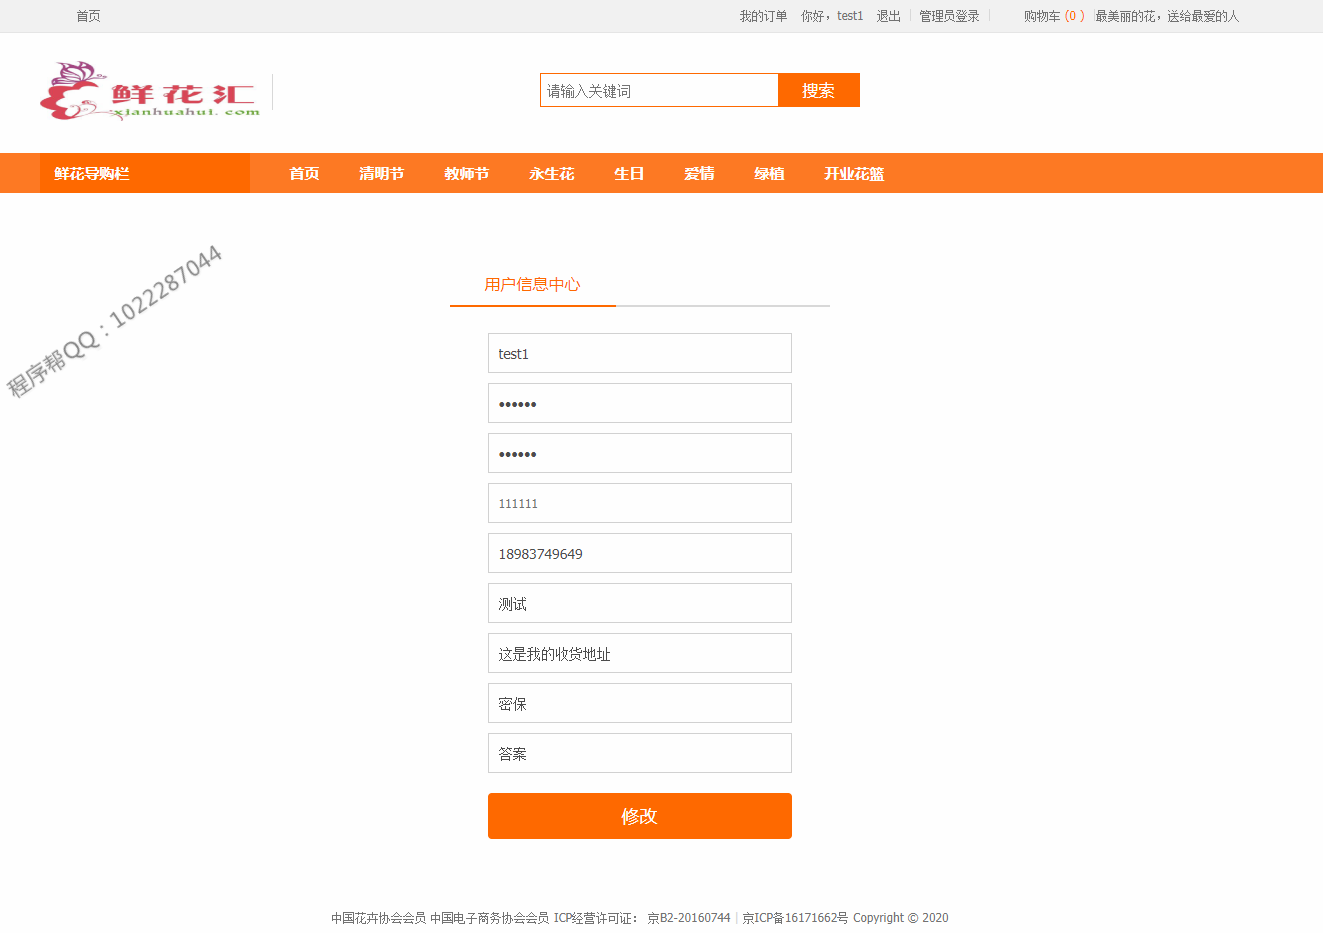 首页
我的订单 你好，test1 退出 管理员登录 购物车 (0 ) 最美丽的花，送给最爱的人
鲜花汇
xianhuahui.com
请输入关键词 搜索
鲜花导购栏 首页 清明节 教师节 永生花 生日 爱情 绿植 开业花篮
程序帮QQ：1022287044
用户信息中心
test1
••••••
••••••
111111
18983749649
测试
这是我的收货地址
密保
答案
修改
中国花卉协会会员 中国电子商务协会会员 ICP经营许可证： 京B2-20160744 | 京ICP备16171662号 Copyright © 2020